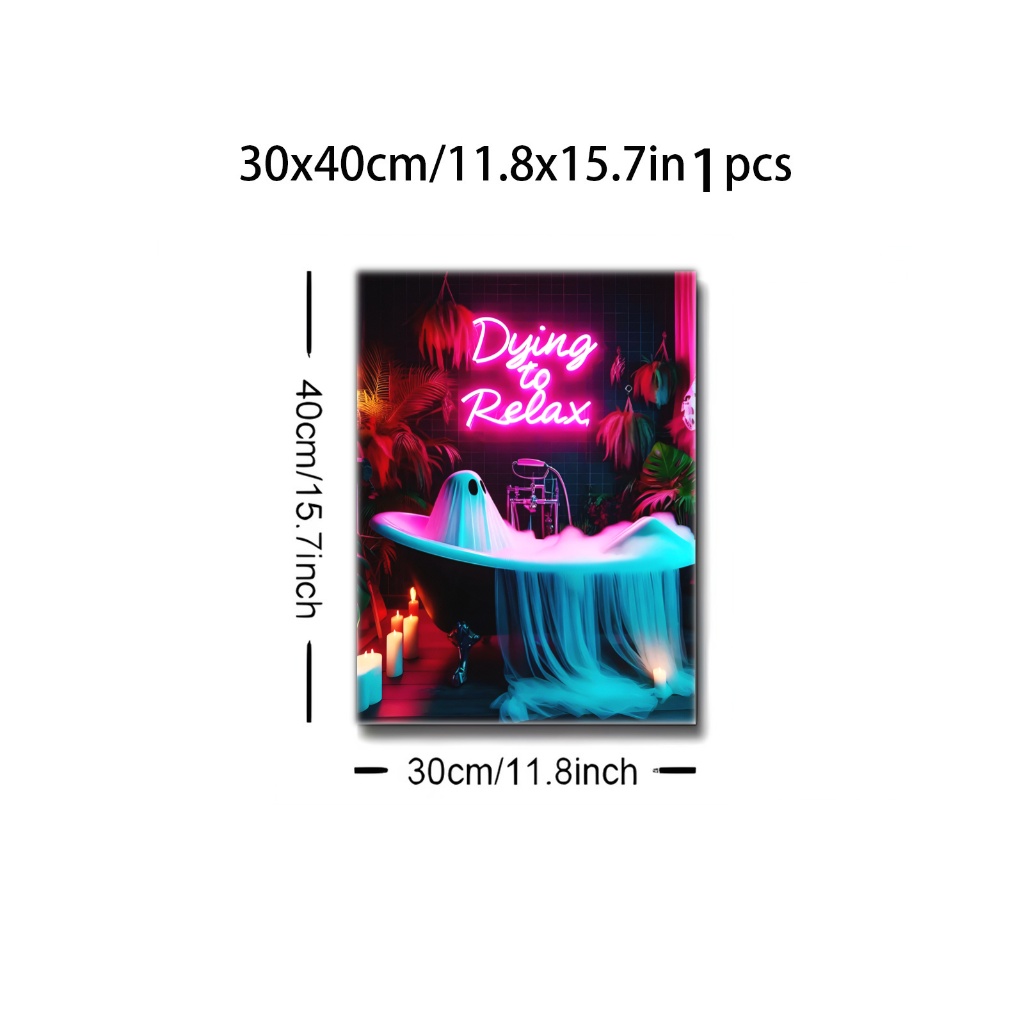 30x40cm/11.8x15.7in 1 pcs
Dying
to
Relax
40cm/15.7inch
30cm/11.8inch